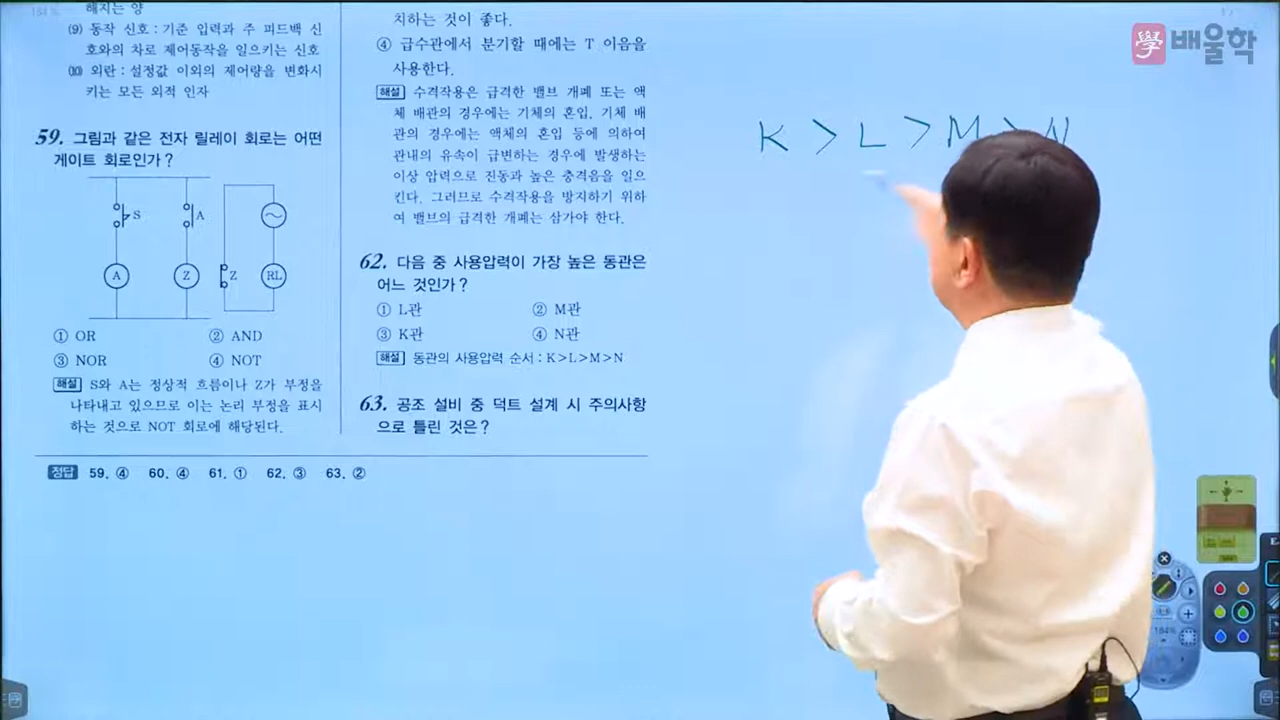 해지는 양
(9) 동작 신호 : 기준 입력과 주 피드백 신
호와의 차로 제어동작을 일으키는 신호
(10) 외란 : 설정값 이외의 제어량을 변화시
키는 모든 외적 인자
59. 그림과 같은 전자 릴레이 회로는 어떤
게이트 회로인가?
S
A
A
Z
Z
RL
① OR
② AND
③ NOR
④ NOT
해설 S와 A는 정상적 흐름이나 Z가 부정을
나타내고 있으므로 이는 논리 부정을 표시
하는 것으로 NOT 회로에 해당된다.
치하는 것이 좋다.
④ 급수관에서 분기할 때에는 T 이음을
사용한다.
해설 수격작용은 급격한 밸브 개폐 또는 액
체 배관의 경우에는 기체의 혼입, 기체 배
관의 경우에는 액체의 혼입 등에 의하여
관내의 유속이 급변하는 경우에 발생하는
이상 압력으로 진동과 높은 충격음을 일으
킨다. 그러므로 수격작용을 방지하기 위하
여 밸브의 급격한 개폐는 삼가야 한다.
62. 다음 중 사용압력이 가장 높은 동관은
어느 것인가?
① L관
② M관
③ K관
④ N관
해설 동관의 사용압력 순서 : K>L>M>N
63. 공조 설비 중 덕트 설계 시 주의사항
으로 틀린 것은?
정답 59. ④ 60. ④ 61. ① 62. ③ 63. ②
K > L > M > N
學 배울학
184%